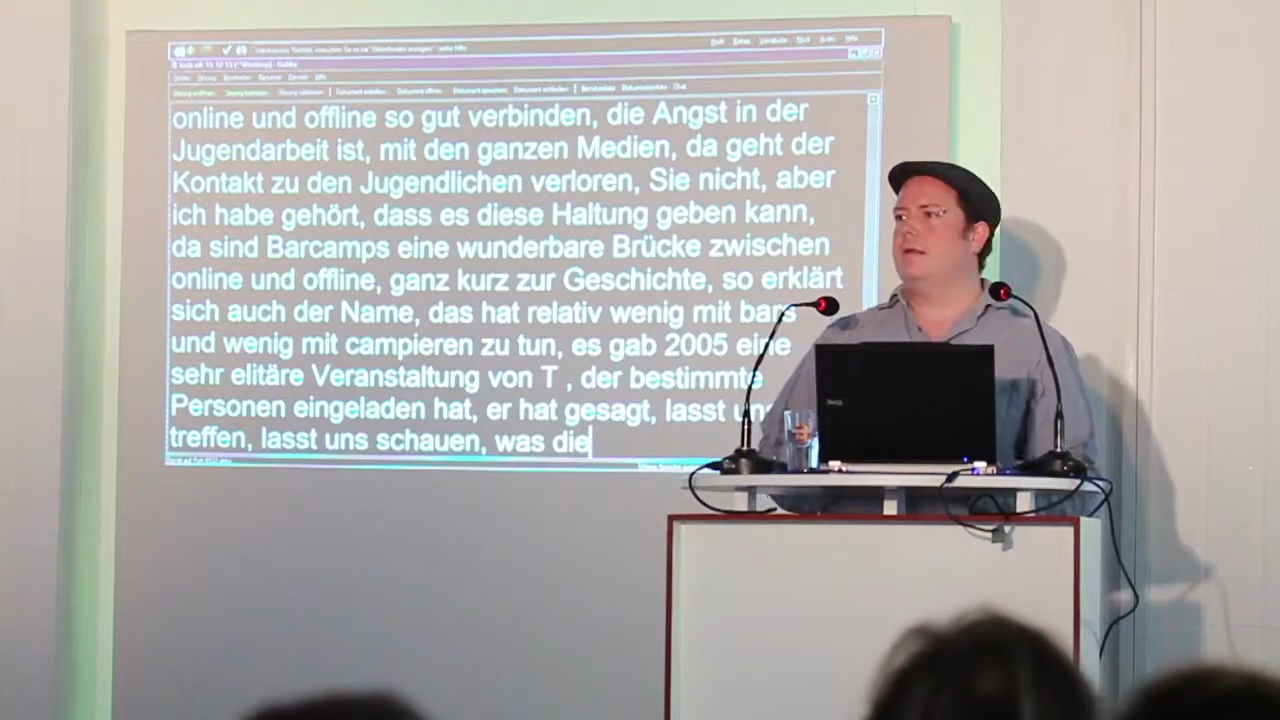 online und offline so gut verbinden, die Angst in der
Jugendarbeit ist, mit den ganzen Medien, da geht der
Kontakt zu den Jugendlichen verloren, Sie nicht, aber
ich habe gehört, dass es diese Haltung geben kann,
da sind Barcamps eine wunderbare Brücke zwischen
online und offline, ganz kurz zur Geschichte, so erklärt
sich auch der Name, das hat relativ wenig mit bars
und wenig mit campieren zu tun, es gab 2005 eine
sehr elitäre Veranstaltung von T , der bestimmte
Personen eingeladen hat, er hat gesagt, lasst uns
treffen, lasst uns schauen, was die